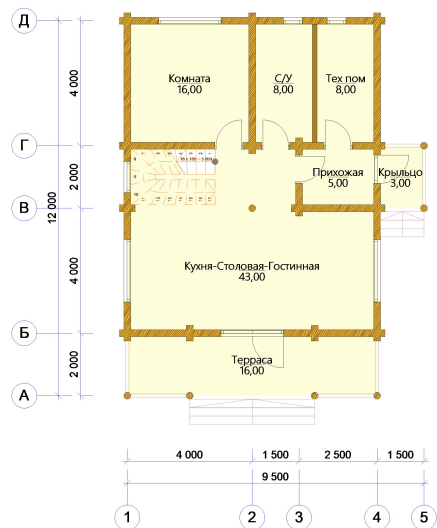 Д
Комната
16,00
С/У
8,00
Тех пом
8,00
4 000
Г
Прихожая
5,00
Крыльцо
3,00
2 000
12 000
В
Кухня-Столовая-Гостинная
43,00
4 000
Б
Терраса
16,00
2 000
А
4 000
1 500
2 500
1 500
9 500
1
2
3
4
5